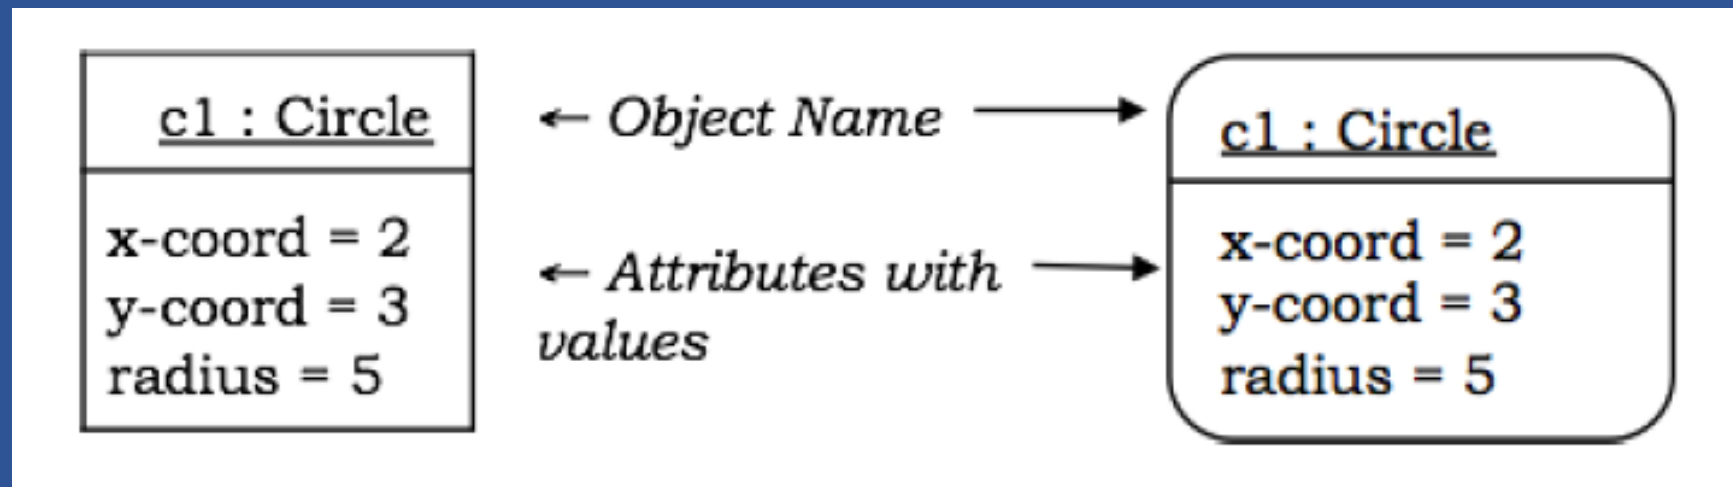 c1 : Circle
x-coord = 2
y-coord = 3
radius = 5
← Object Name
← Attributes with
values
c1 : Circle
x-coord = 2
y-coord = 3
radius = 5